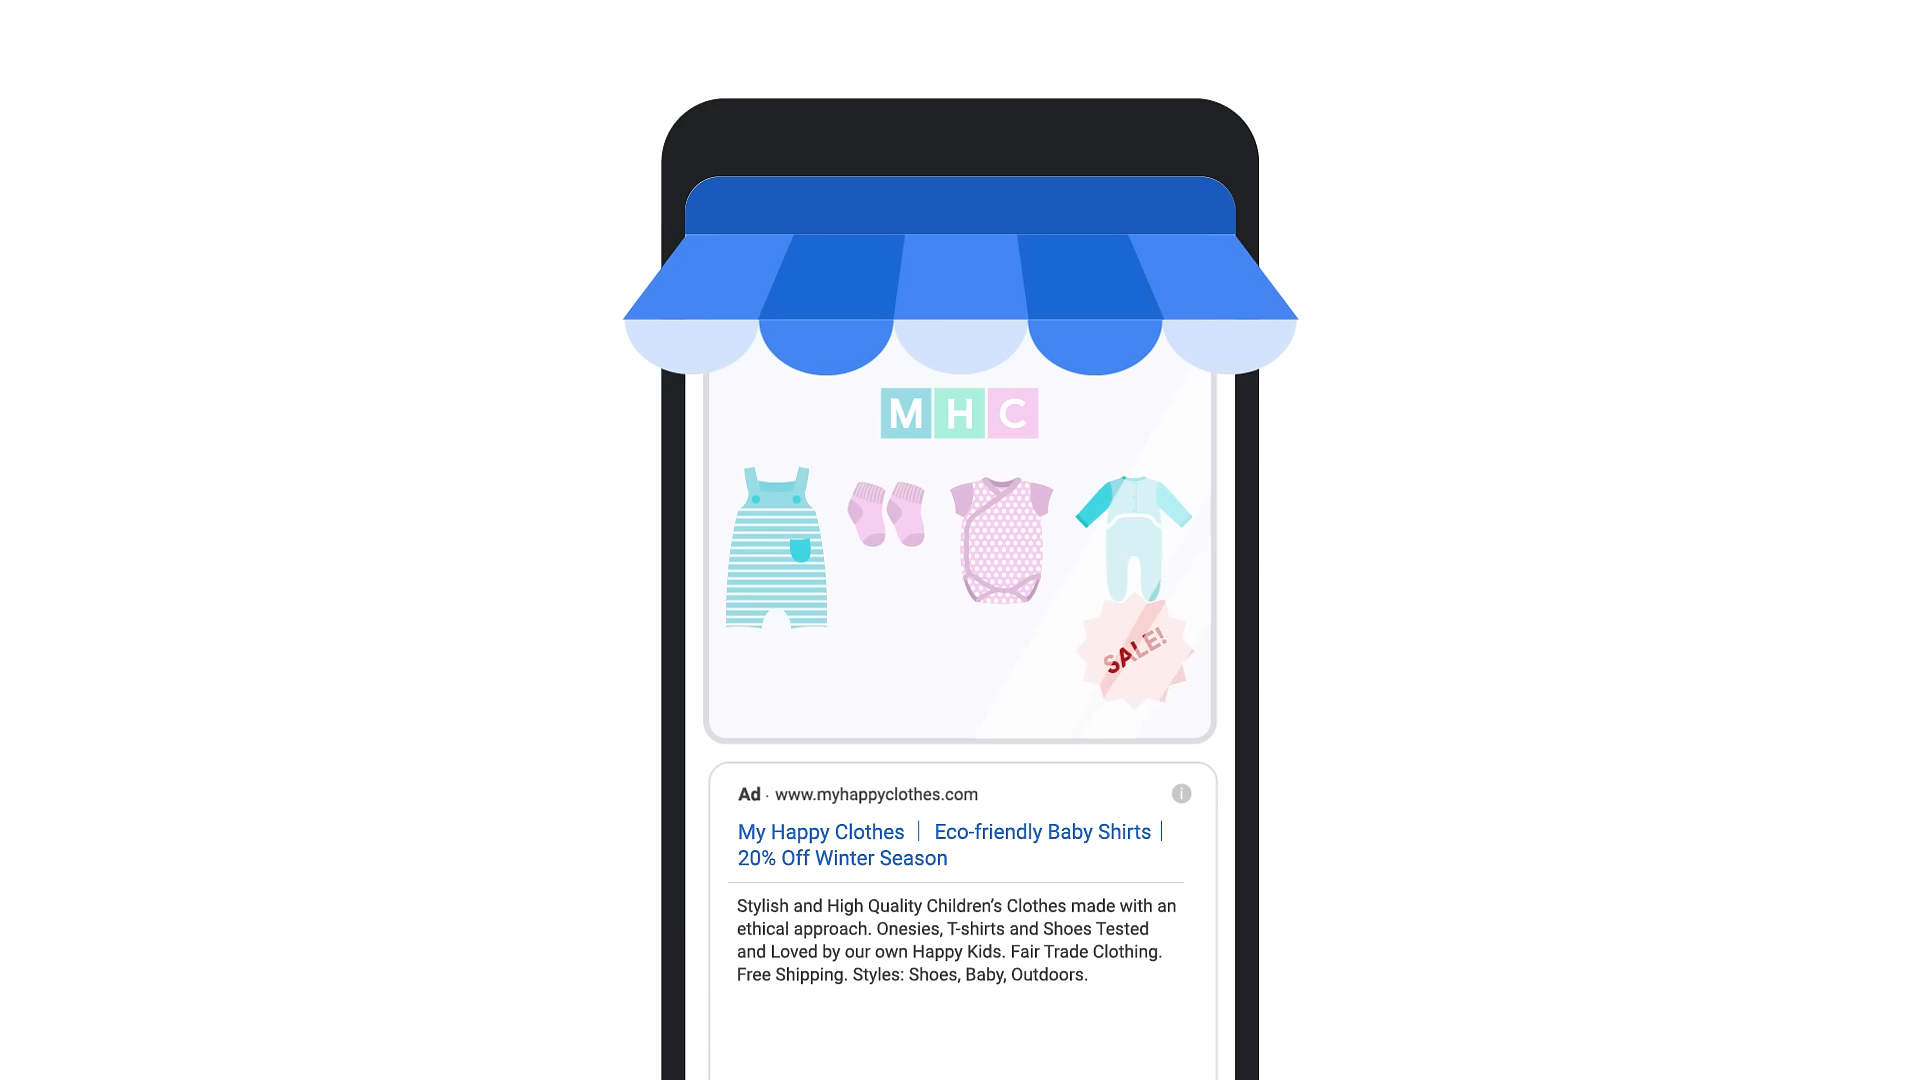 M H C
SALE!
Ad · www.myhappyclothes.com
My Happy Clothes | Eco-friendly Baby Shirts |
20% Off Winter Season
Stylish and High Quality Children’s Clothes made with an
ethical approach. Onesies, T-shirts and Shoes Tested
and Loved by our own Happy Kids. Fair Trade Clothing.
Free Shipping. Styles: Shoes, Baby, Outdoors.